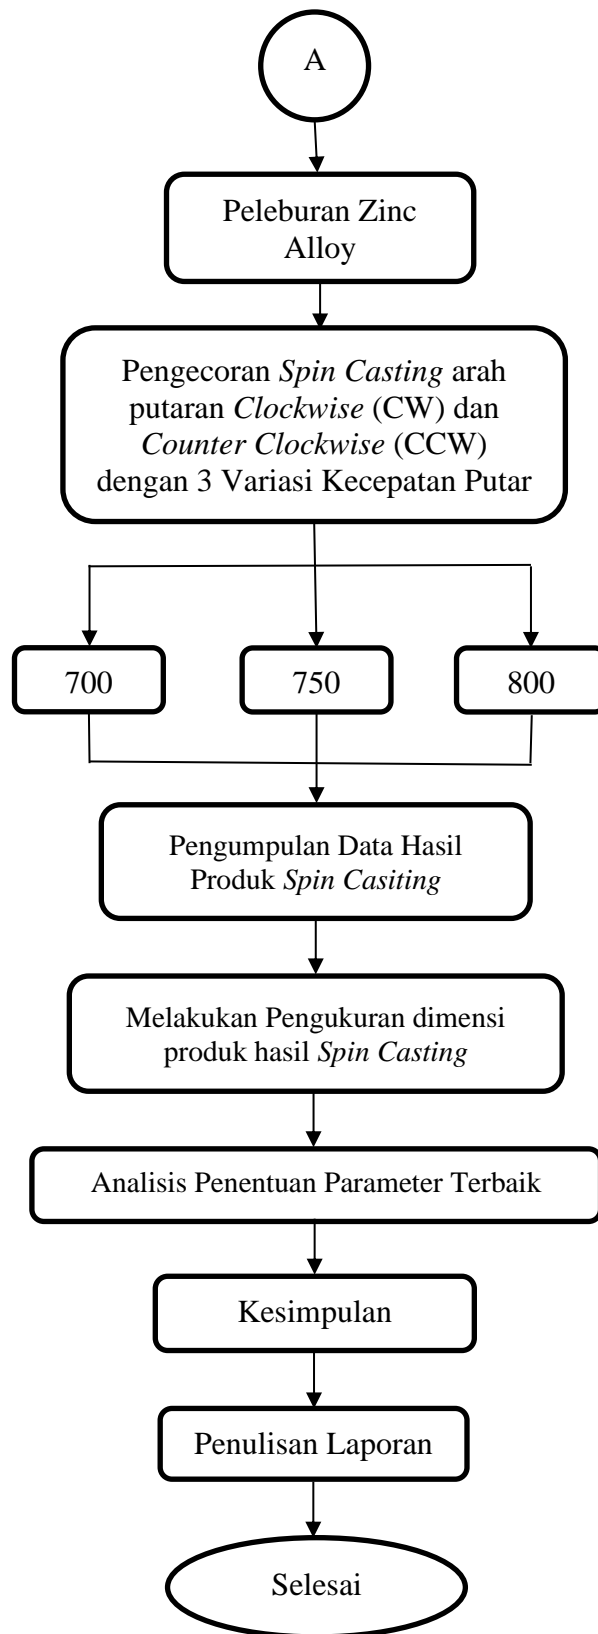 A
Peleburan Zinc
Alloy
Pengecoran Spin Casting arah
putaran Clockwise (CW) dan
Counter Clockwise (CCW)
dengan 3 Variasi Kecepatan Putar
700
750
800
Pengumpulan Data Hasil
Produk Spin Casiting
Melakukan Pengukuran dimensi
produk hasil Spin Casting
Analisis Penentuan Parameter Terbaik
Kesimpulan
Penulisan Laporan
Selesai